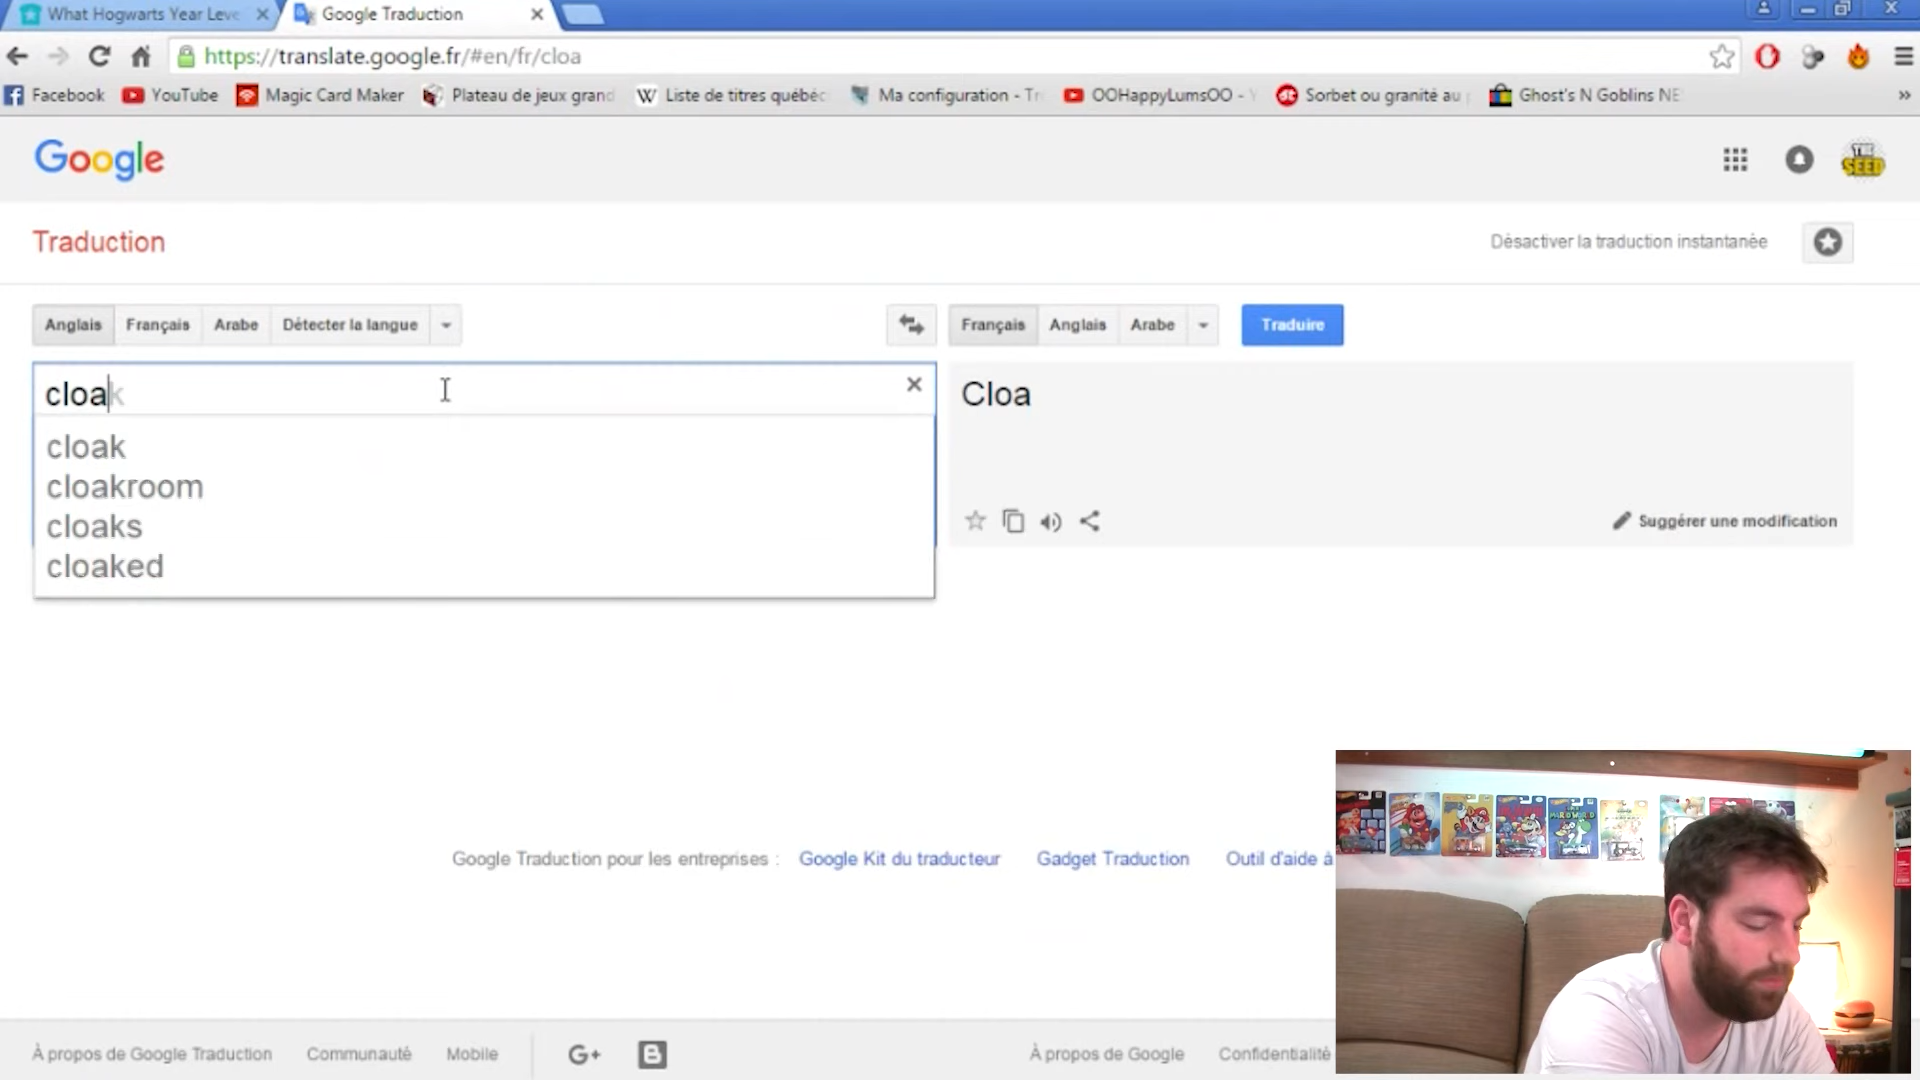 What Hogwarts Year Leve
Google Traduction
https://translate.google.fr/#en/fr/cloa
Facebook
YouTube
Magic Card Maker
Plateau de jeux grand
Liste de titres québéc
Ma configuration - Tr
OOHappyLumsOO - Y
Sorbet ou granité au
Ghost's N Goblins NE
Google
THE SEED
Traduction
Désactiver la traduction instantanée
Anglais Français Arabe Détecter la langue
Français Anglais Arabe
Traduire
cloak
Cloa
cloak
cloakroom
cloaks
cloaked
Suggérer une modification
Google Traduction pour les entreprises :
Google Kit du traducteur
Gadget Traduction
Outil d'aide à
À propos de Google Traduction
Communauté
Mobile
G+
B
À propos de Google
Confidentialité